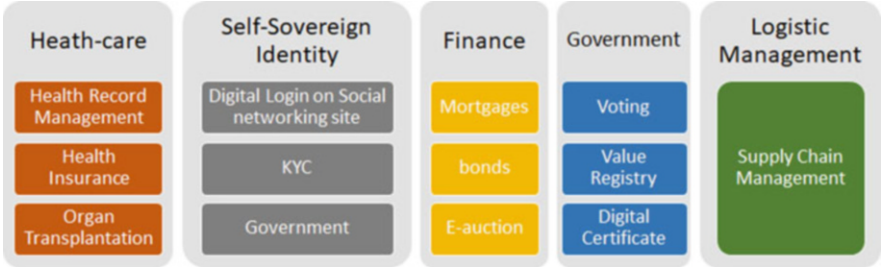 Heath-care
Health Record
Management
Health
Insurance
Organ
Transplantation
Self-Sovereign
Identity
Digital Login on Social
networking site
KYC
Government
Finance
Mortgages
bonds
E-auction
Government
Voting
Value
Registry
Digital
Certificate
Logistic
Management
Supply Chain
Management